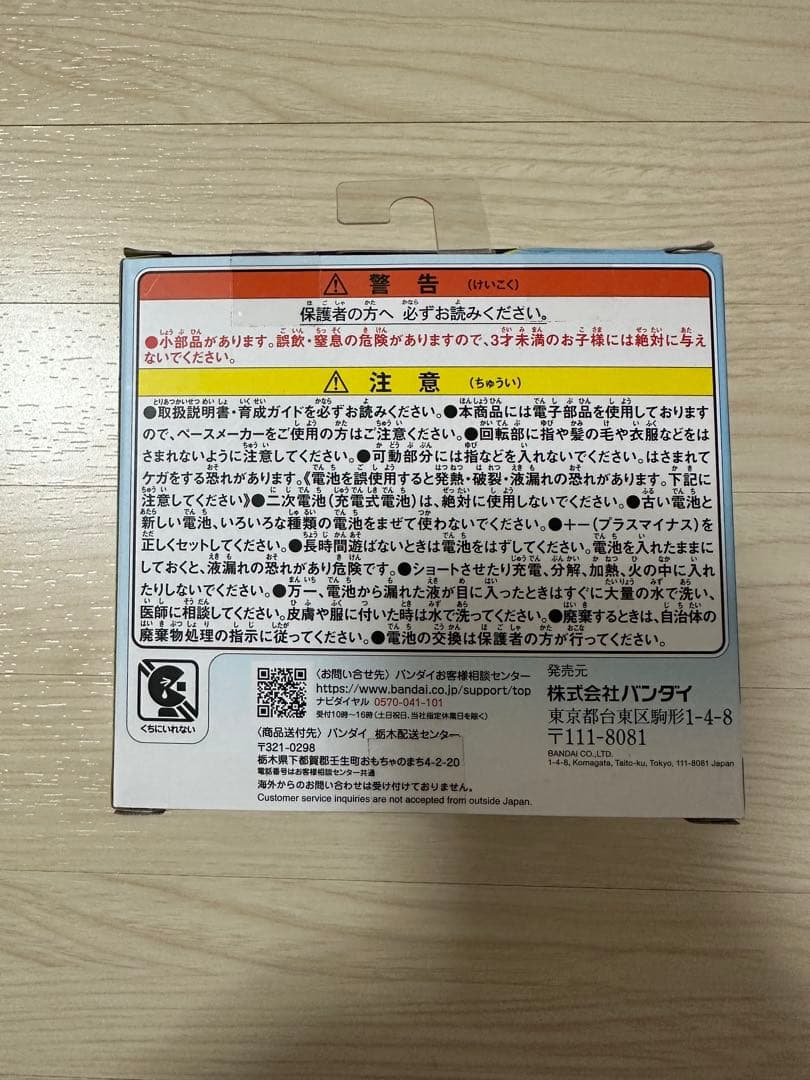 ⚠ 警告 (けいこく)
保護者の方へ 必ずお読みください。
●小部品があります。誤飲・窒息の危険がありますので、3才未満のお子様には絶対に与え
ないでください。
⚠ 注意 (ちゅうい)
●取扱説明書・育成ガイドを必ずお読みください。●本商品には電子部品を使用しております
ので、ペースメーカーをご使用の方はご注意ください。●回転部に指や髪の毛や衣服などをは
さまれないように注意してください。●可動部分には指などを入れないでください。はさまれて
ケガをする恐れがあります。《電池を誤使用すると発熱・破裂・液漏れの恐れがあります。下記に
注意してください》●二次電池(充電式電池)は、絶対に使用しないでください。●古い電池と
新しい電池、いろいろな種類の電池をまぜて使わないでください。●+-(プラスマイナス)を
正しくセットしてください。●長時間遊ばないときは電池をはずしてください。電池を入れたままに
しておくと、液漏れの恐れがあり危険です。●ショートさせたり充電、分解、加熱、火の中に入れ
たりしないでください。●万一、電池から漏れた液が目に入ったときはすぐに大量の水で洗い、
医師に相談してください。皮膚や服に付いた時は水で洗ってください。●廃棄するときは、自治体の
廃棄物処理の指示に従ってください。●電池の交換は保護者の方が行ってください。
くちにいれない
〈お問い合せ先〉バンダイお客様相談センター
https://www.bandai.co.jp/support/top
ナビダイヤル 0570-041-101
受付10時~16時(土日祝日、当社指定休業日を除く)
〈商品送付先〉バンダイ 栃木配送センター
〒321-0298
栃木県下都賀郡壬生町おもちゃのまち4-2-20
電話番号はお客様相談センター共通
海外からのお問い合わせは受け付けておりません。
Customer service inquiries are not accepted from outside Japan.
発売元
株式会社バンダイ
東京都台東区駒形1-4-8
〒111-8081
BANDAI CO.,LTD.
1-4-8, Komagata, Taito-ku, Tokyo, 111-8081 Japan